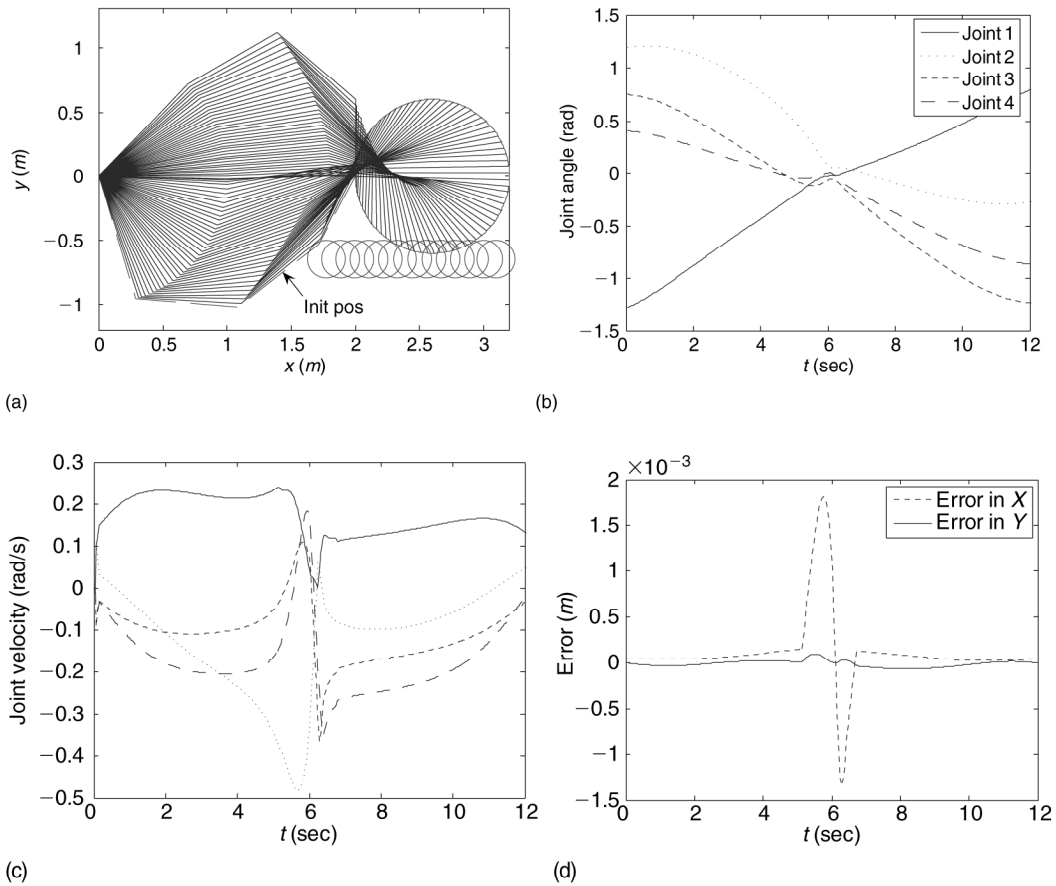 1
0.5
0
−0.5
−1
y (m)
Init pos
0 0.5 1 1.5 2 2.5 3
x (m)
(a)
1.5
1
0.5
0
−0.5
−1
−1.5
Joint angle (rad)
Joint 1
Joint 2
Joint 3
Joint 4
0 2 4 6 8 10 12
t (sec)
(b)
0.3
0.2
0.1
0
−0.1
−0.2
−0.3
−0.4
−0.5
Joint velocity (rad/s)
0 2 4 6 8 10 12
t (sec)
(c)
×10⁻³
2
1.5
1
0.5
0
−0.5
−1
−1.5
Error (m)
Error in X
Error in Y
0 2 4 6 8 10 12
t (sec)
(d)